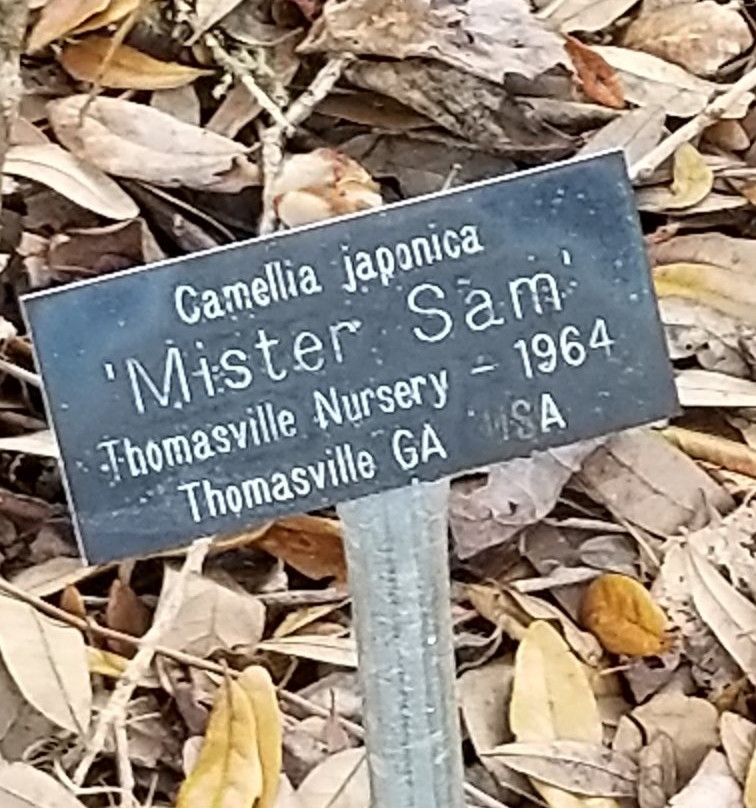 Camellia japonica
'Mister Sam'
Thomasville Nursery - 1964
Thomasville GA USA